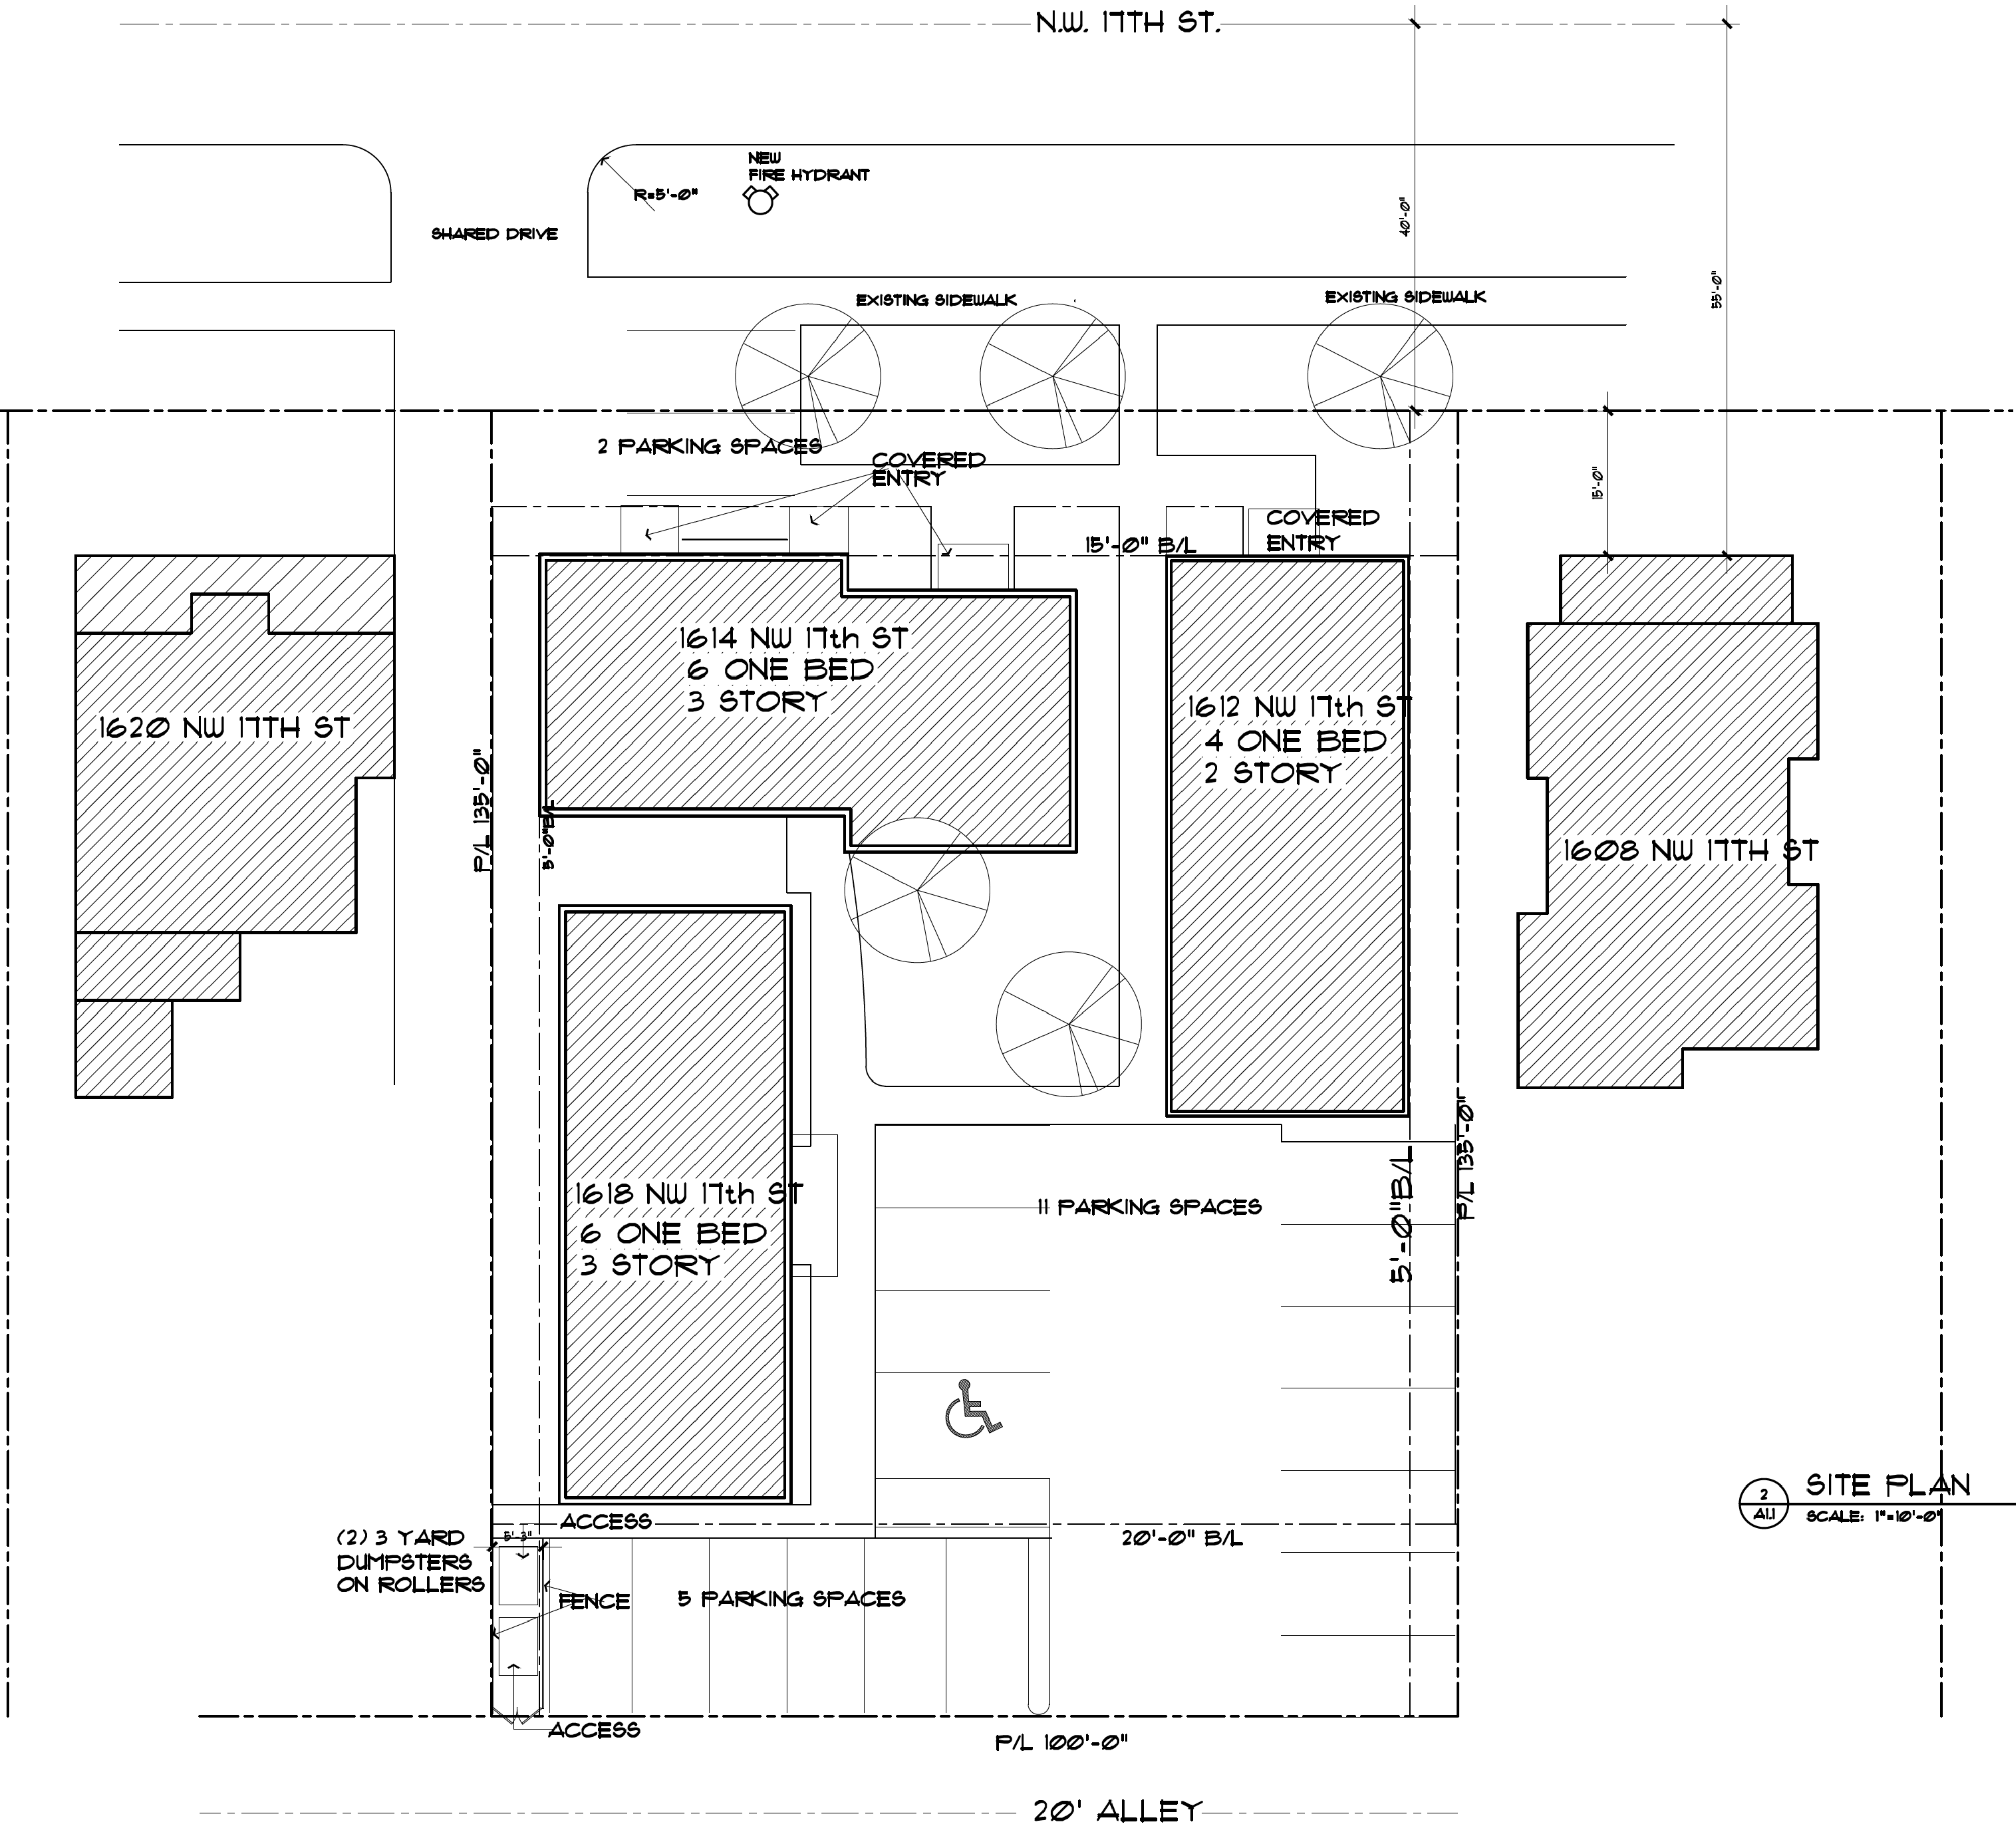 N.W. 17TH ST.
NEW
FIRE HYDRANT
R=5'-0"
SHARED DRIVE
40'-0"
55'-0"
EXISTING SIDEWALK
EXISTING SIDEWALK
2 PARKING SPACES
COVERED
ENTRY
15'-0"
COVERED
ENTRY
15'-0" B/L
1614 NW 17th ST
6 ONE BED
3 STORY
1612 NW 17th ST
4 ONE BED
2 STORY
1620 NW 17TH ST
P/L 135'-0"
5'-0"B/L
1608 NW 17TH ST
1618 NW 17th ST
6 ONE BED
3 STORY
11 PARKING SPACES
5'-0"B/L
P/L 135'-0"
2
A1.1
SITE PLAN
SCALE: 1"=10'-0"
ACCESS
(2) 3 YARD
DUMPSTERS
ON ROLLERS
5'-3"
20'-0" B/L
FENCE
5 PARKING SPACES
ACCESS
P/L 100'-0"
20' ALLEY